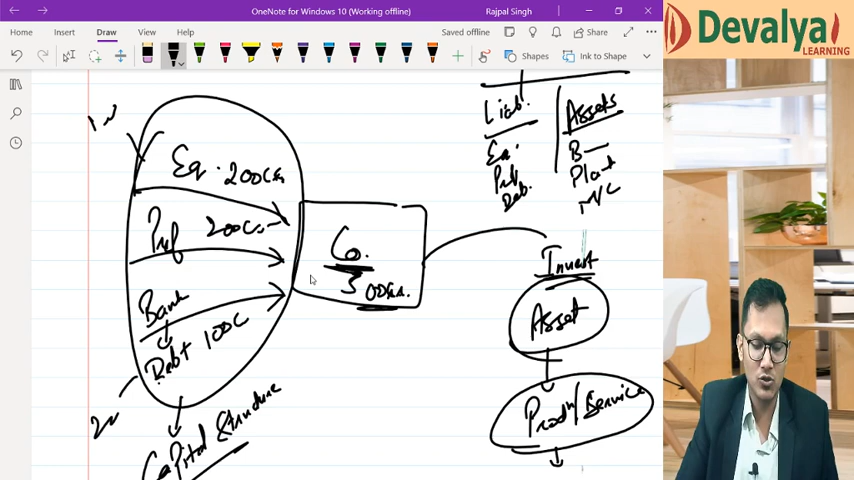 OneNote for Windows 10 (Working offline)
Rajpal Singh
Home Insert Draw View Help
Saved offline
Share
Shapes
Ink to Shape
Devalya
LEARNING
Eq. 200Cr
Pref 200Cr
Bank
Debt 100C
Capital Structure
Co.
500Cr.
Liab.
Eq.
Pref
Deb.
Assets
B
Plant
M/C
Invest
Asset
Prodn/Service